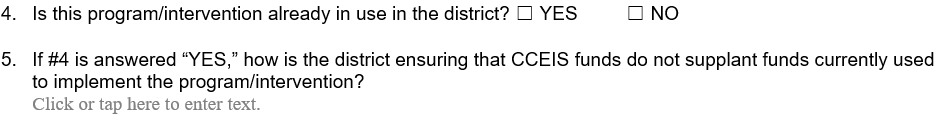 4. Is this program/intervention already in use in the district? ☐ YES ☐ NO
5. If #4 is answered “YES,” how is the district ensuring that CCEIS funds do not supplant funds currently used
to implement the program/intervention?
Click or tap here to enter text.